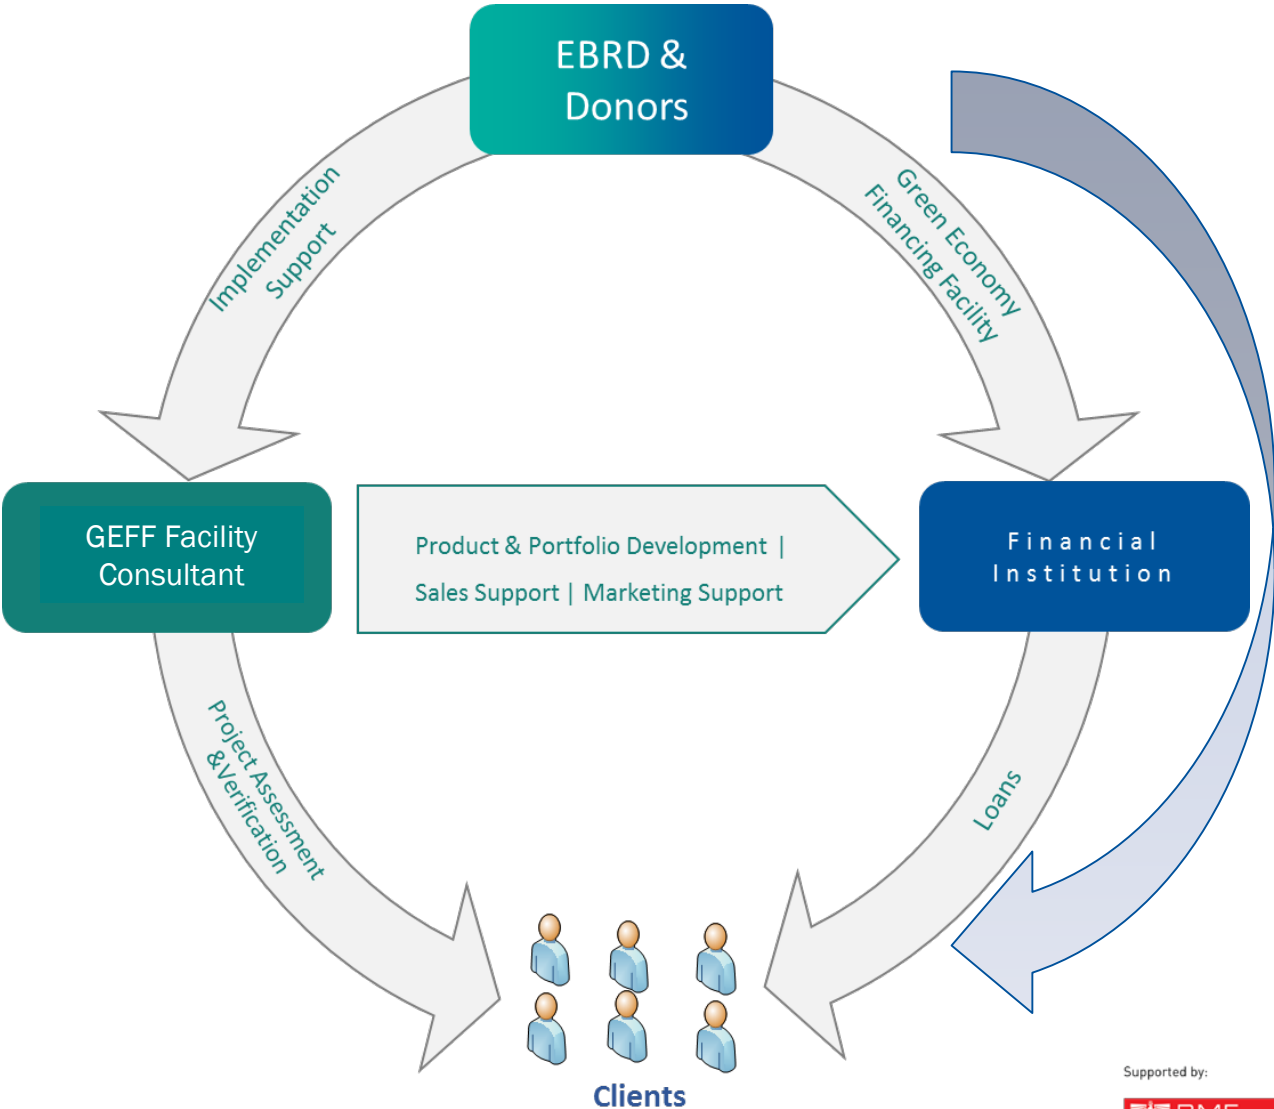 EBRD &
Donors
Implementation
Support
Green Economy
Financing Facility
GEFF Facility
Consultant
Product & Portfolio Development |
Sales Support | Marketing Support
Financial
Institution
Project Assessment
&Verification
Loans
Clients
Supported by: